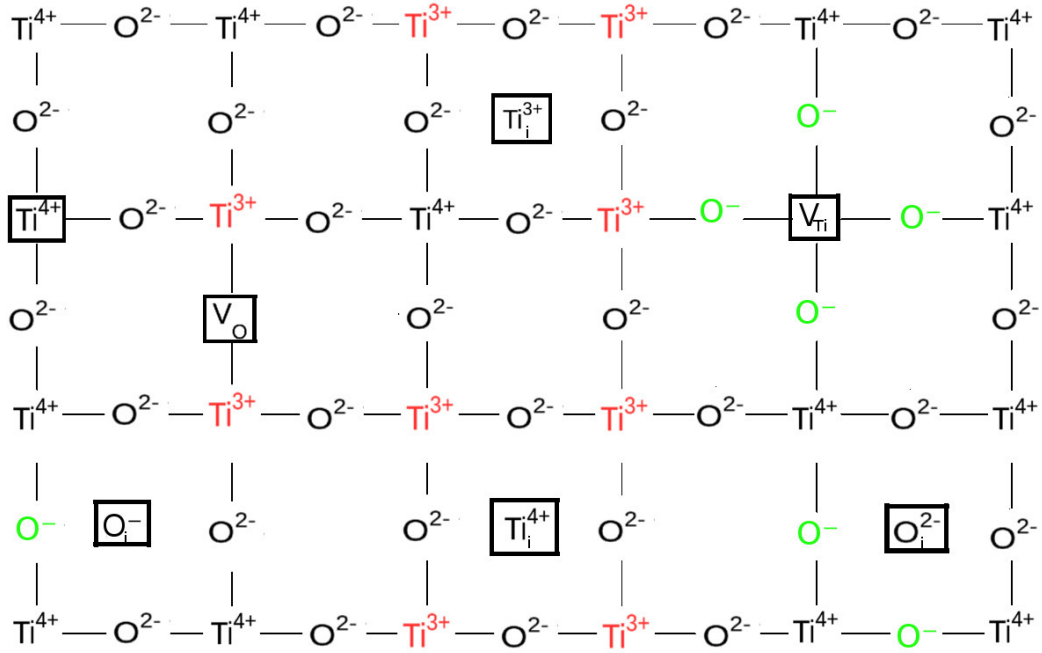 Ti4+ O2- Ti4+ O2- Ti3+ O2- Ti3+ O2- Ti4+ O2- Ti4+
O2- O2- O2- Tii3+ O2- O− O2-
Ti4+ O2- Ti3+ O2- Ti4+ O2- Ti3+ O− VTi O− Ti4+
O2- VO O2- O2- O− O2-
Ti4+ O2- Ti3+ O2- Ti3+ O2- Ti3+ O2- Ti4+ O2- Ti4+
O− Oi− O2- O2- Tii4+ O2- O− Oi2- O2-
Ti4+ O2- Ti4+ O2- Ti3+ O2- Ti3+ O2- Ti4+ O− Ti4+